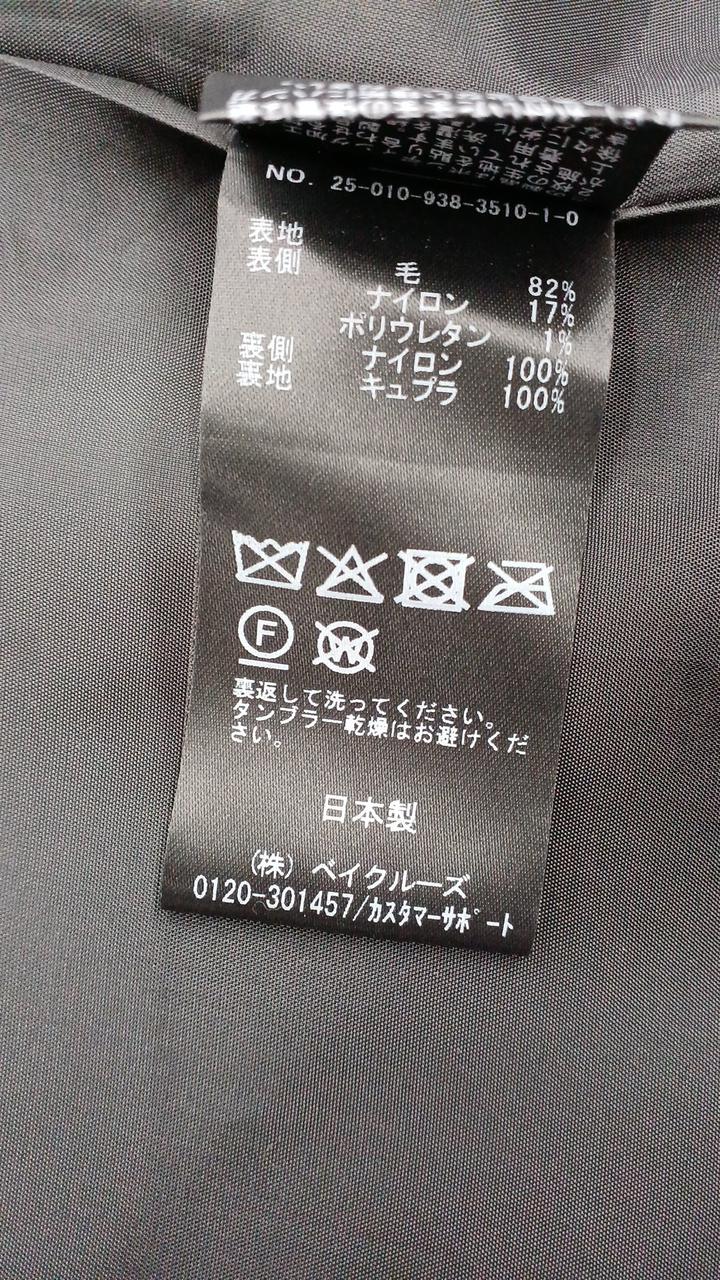 NO. 25-010-938-3510-1-0
表地
表側 毛 82%
ナイロン 17%
ポリウレタン 1%
裏側 ナイロン 100%
裏地 キュプラ 100%
F
W
裏返して洗ってください。
タンブラー乾燥はお避けくだ
さい。
日本製
(株) ベイクルーズ
0120-301457/カスタマーサポート